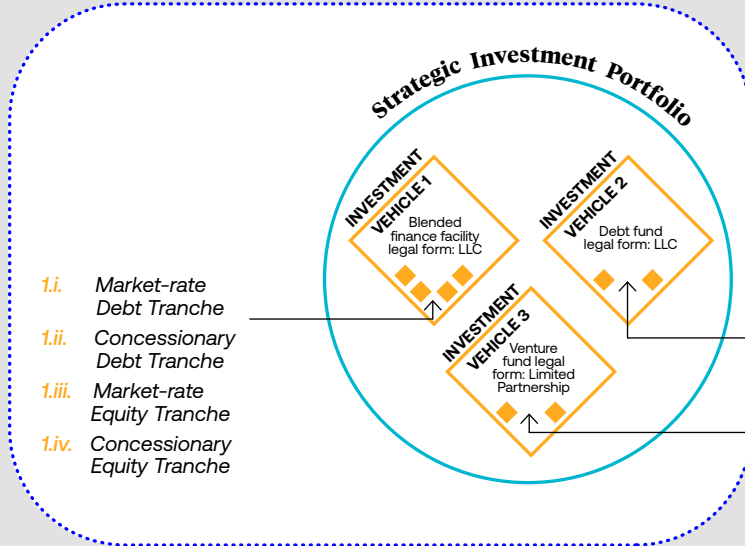 Strategic Investment Portfolio
INVESTMENT
VEHICLE 1
Blended
finance facility
legal form: LLC
INVESTMENT
VEHICLE 2
Debt fund
legal form: LLC
INVESTMENT
VEHICLE 3
Venture
fund legal
form: Limited
Partnership
1.i. Market-rate
Debt Tranche
1.ii. Concessionary
Debt Tranche
1.iii. Market-rate
Equity Tranche
1.iv. Concessionary
Equity Tranche